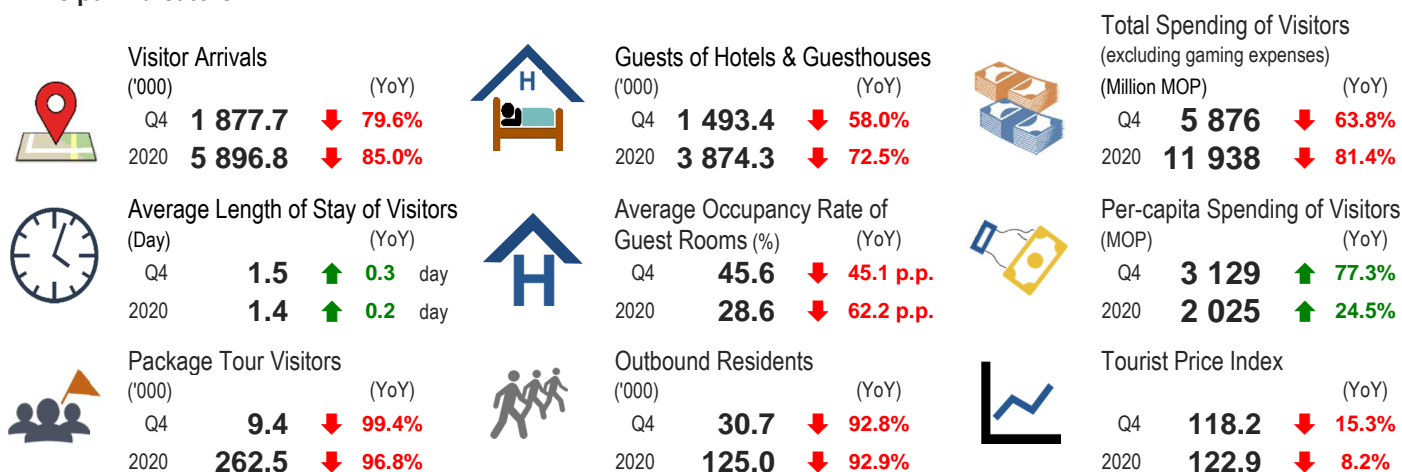 Visitor Arrivals
('000) (YoY)
Q4 1 877.7 79.6%
2020 5 896.8 85.0%
H
Guests of Hotels & Guesthouses
('000) (YoY)
Q4 1 493.4 58.0%
2020 3 874.3 72.5%
Total Spending of Visitors
(excluding gaming expenses)
(Million MOP) (YoY)
Q4 5 876 63.8%
2020 11 938 81.4%
Average Length of Stay of Visitors
(Day) (YoY)
Q4 1.5 0.3 day
2020 1.4 0.2 day
H
Average Occupancy Rate of
Guest Rooms (%) (YoY)
Q4 45.6 45.1 p.p.
2020 28.6 62.2 p.p.
Per-capita Spending of Visitors
(MOP) (YoY)
Q4 3 129 77.3%
2020 2 025 24.5%
Package Tour Visitors
('000) (YoY)
Q4 9.4 99.4%
2020 262.5 96.8%
Outbound Residents
('000) (YoY)
Q4 30.7 92.8%
2020 125.0 92.9%
Tourist Price Index
(YoY)
Q4 118.2 15.3%
2020 122.9 8.2%